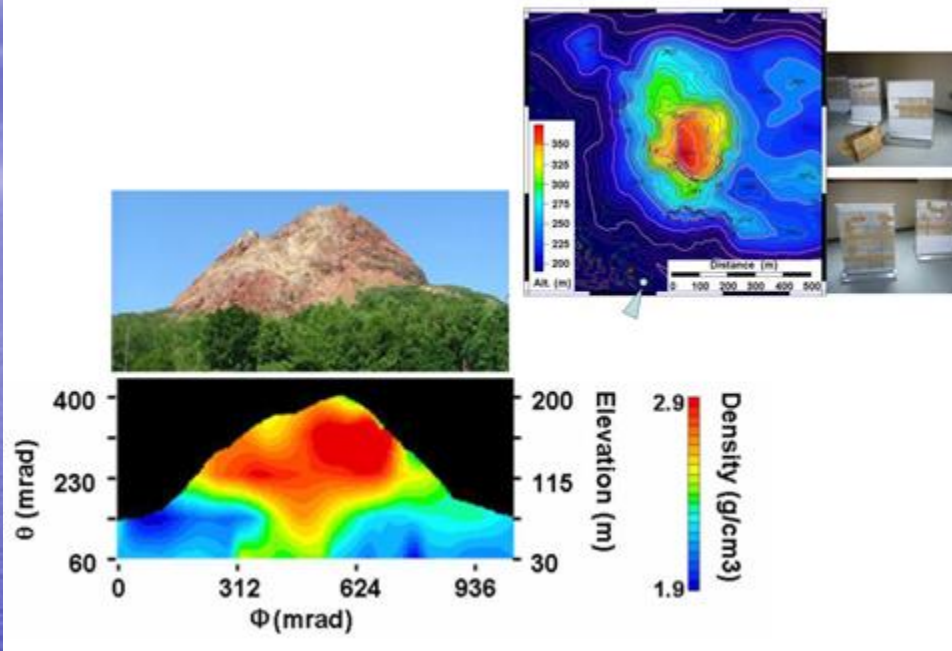 350
325
300
275
250
225
200
Alt. (m)
Distance (m)
0 100 200 300 400 500
400
230
60
θ (mrad)
200
115
30
Elevation (m)
2.9
1.9
Density (g/cm3)
0 312 624 936
Φ (mrad)